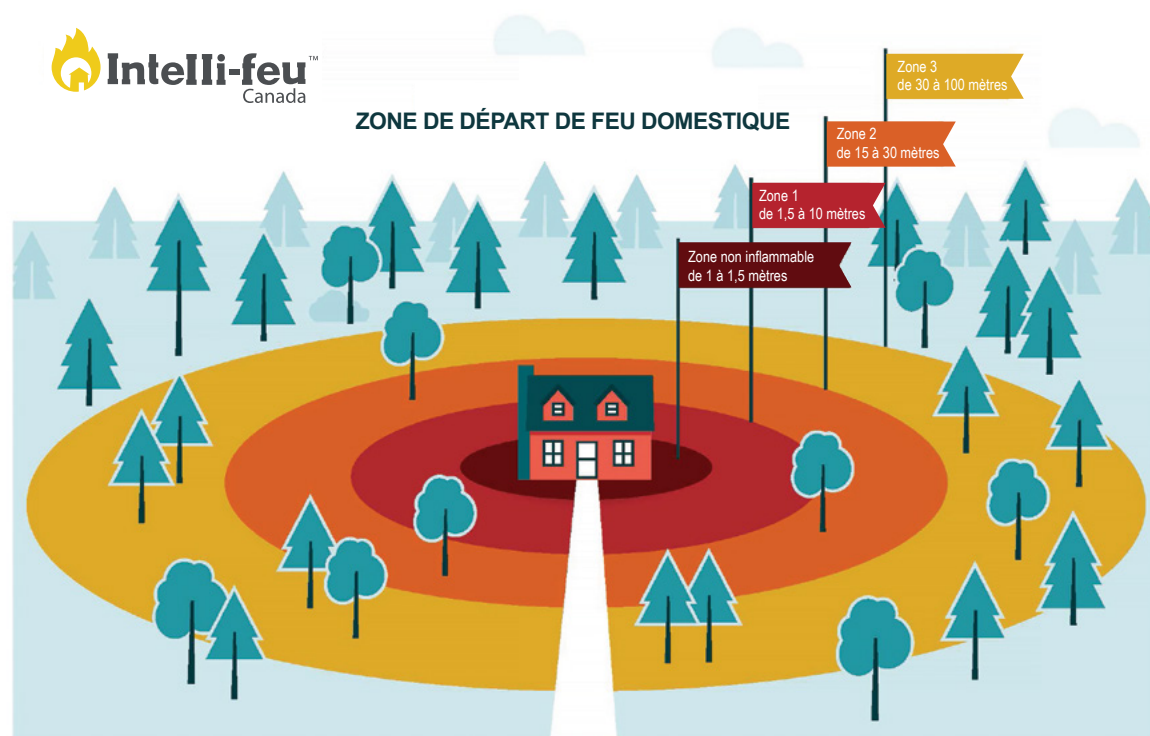 Intelli-feu™
Canada
ZONE DE DÉPART DE FEU DOMESTIQUE
Zone 3
de 30 à 100 mètres
Zone 2
de 15 à 30 mètres
Zone 1
de 1,5 à 10 mètres
Zone non inflammable
de 1 à 1,5 mètres